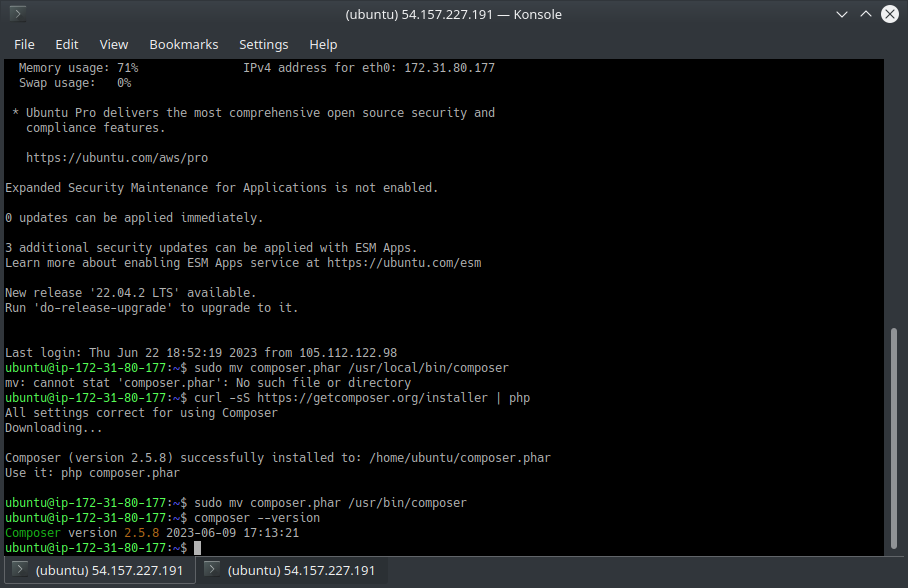 (ubuntu) 54.157.227.191 — Konsole
File Edit View Bookmarks Settings Help
Memory usage: 71% IPv4 address for eth0: 172.31.80.177
Swap usage: 0%
* Ubuntu Pro delivers the most comprehensive open source security and
compliance features.
https://ubuntu.com/aws/pro
Expanded Security Maintenance for Applications is not enabled.
0 updates can be applied immediately.
3 additional security updates can be applied with ESM Apps.
Learn more about enabling ESM Apps service at https://ubuntu.com/esm
New release '22.04.2 LTS' available.
Run 'do-release-upgrade' to upgrade to it.
Last login: Thu Jun 22 18:52:19 2023 from 105.112.122.98
ubuntu@ip-172-31-80-177:~$ sudo mv composer.phar /usr/local/bin/composer
mv: cannot stat 'composer.phar': No such file or directory
ubuntu@ip-172-31-80-177:~$ curl -sS https://getcomposer.org/installer | php
All settings correct for using Composer
Downloading...
Composer (version 2.5.8) successfully installed to: /home/ubuntu/composer.phar
Use it: php composer.phar
ubuntu@ip-172-31-80-177:~$ sudo mv composer.phar /usr/bin/composer
ubuntu@ip-172-31-80-177:~$ composer --version
Composer version 2.5.8 2023-06-09 17:13:21
ubuntu@ip-172-31-80-177:~$
(ubuntu) 54.157.227.191 (ubuntu) 54.157.227.191